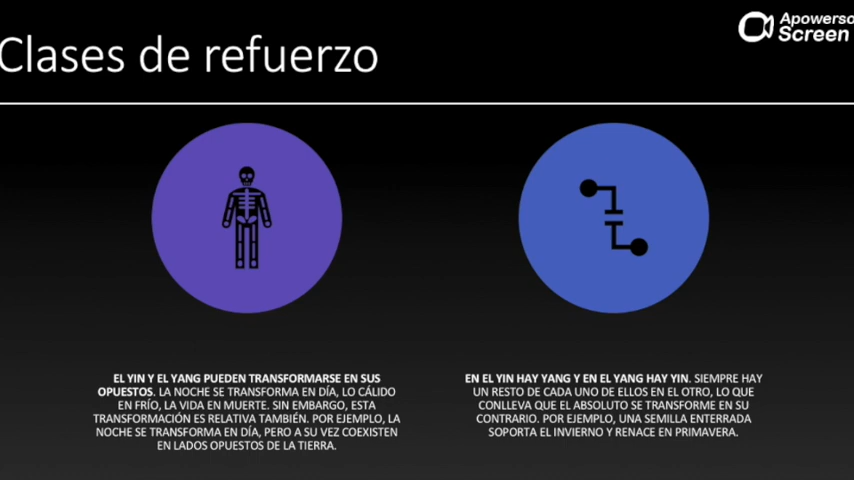 Clases de refuerzo
Apowerso
Screen
EL YIN Y EL YANG PUEDEN TRANSFORMARSE EN SUS
OPUESTOS. LA NOCHE SE TRANSFORMA EN DÍA, LO CÁLIDO
EN FRÍO, LA VIDA EN MUERTE. SIN EMBARGO, ESTA
TRANSFORMACIÓN ES RELATIVA TAMBIÉN. POR EJEMPLO, LA
NOCHE SE TRANSFORMA EN DÍA, PERO A SU VEZ COEXISTEN
EN LADOS OPUESTOS DE LA TIERRA.
EN EL YIN HAY YANG Y EN EL YANG HAY YIN. SIEMPRE HAY
UN RESTO DE CADA UNO DE ELLOS EN EL OTRO, LO QUE
CONLLEVA QUE EL ABSOLUTO SE TRANSFORME EN SU
CONTRARIO. POR EJEMPLO, UNA SEMILLA ENTERRADA
SOPORTA EL INVIERNO Y RENACE EN PRIMAVERA.